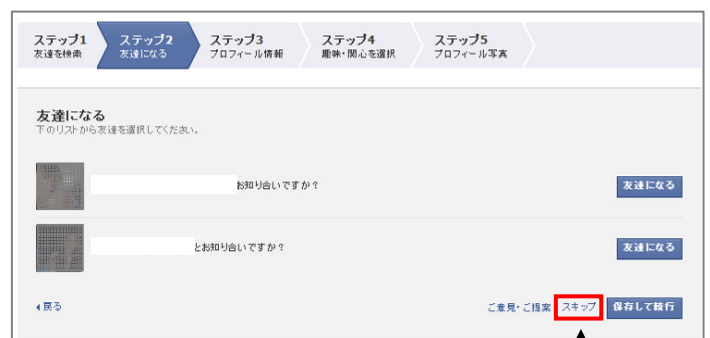 ステップ1
友達を検索
ステップ2
友達になる
ステップ3
プロフィール情報
ステップ4
趣味・関心を選択
ステップ5
プロフィール写真
友達になる
下のリストから友達を選択してください。
お知り合いですか？
友達になる
とお知り合いですか？
友達になる
戻る
ご意見・ご提案 スキップ 保存して続行